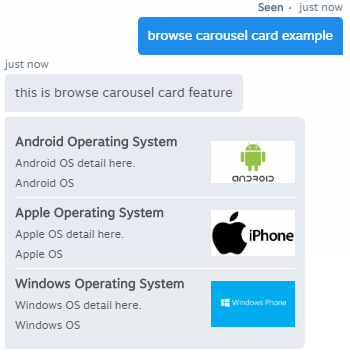 Seen · just now
browse carousel card example
just now
this is browse carousel card feature
Android Operating System
Android OS detail here.
Android OS
ANDROID
Apple Operating System
Apple OS detail here.
Apple OS
iPhone
Windows Operating System
Windows OS detail here.
Windows OS
Windows Phone